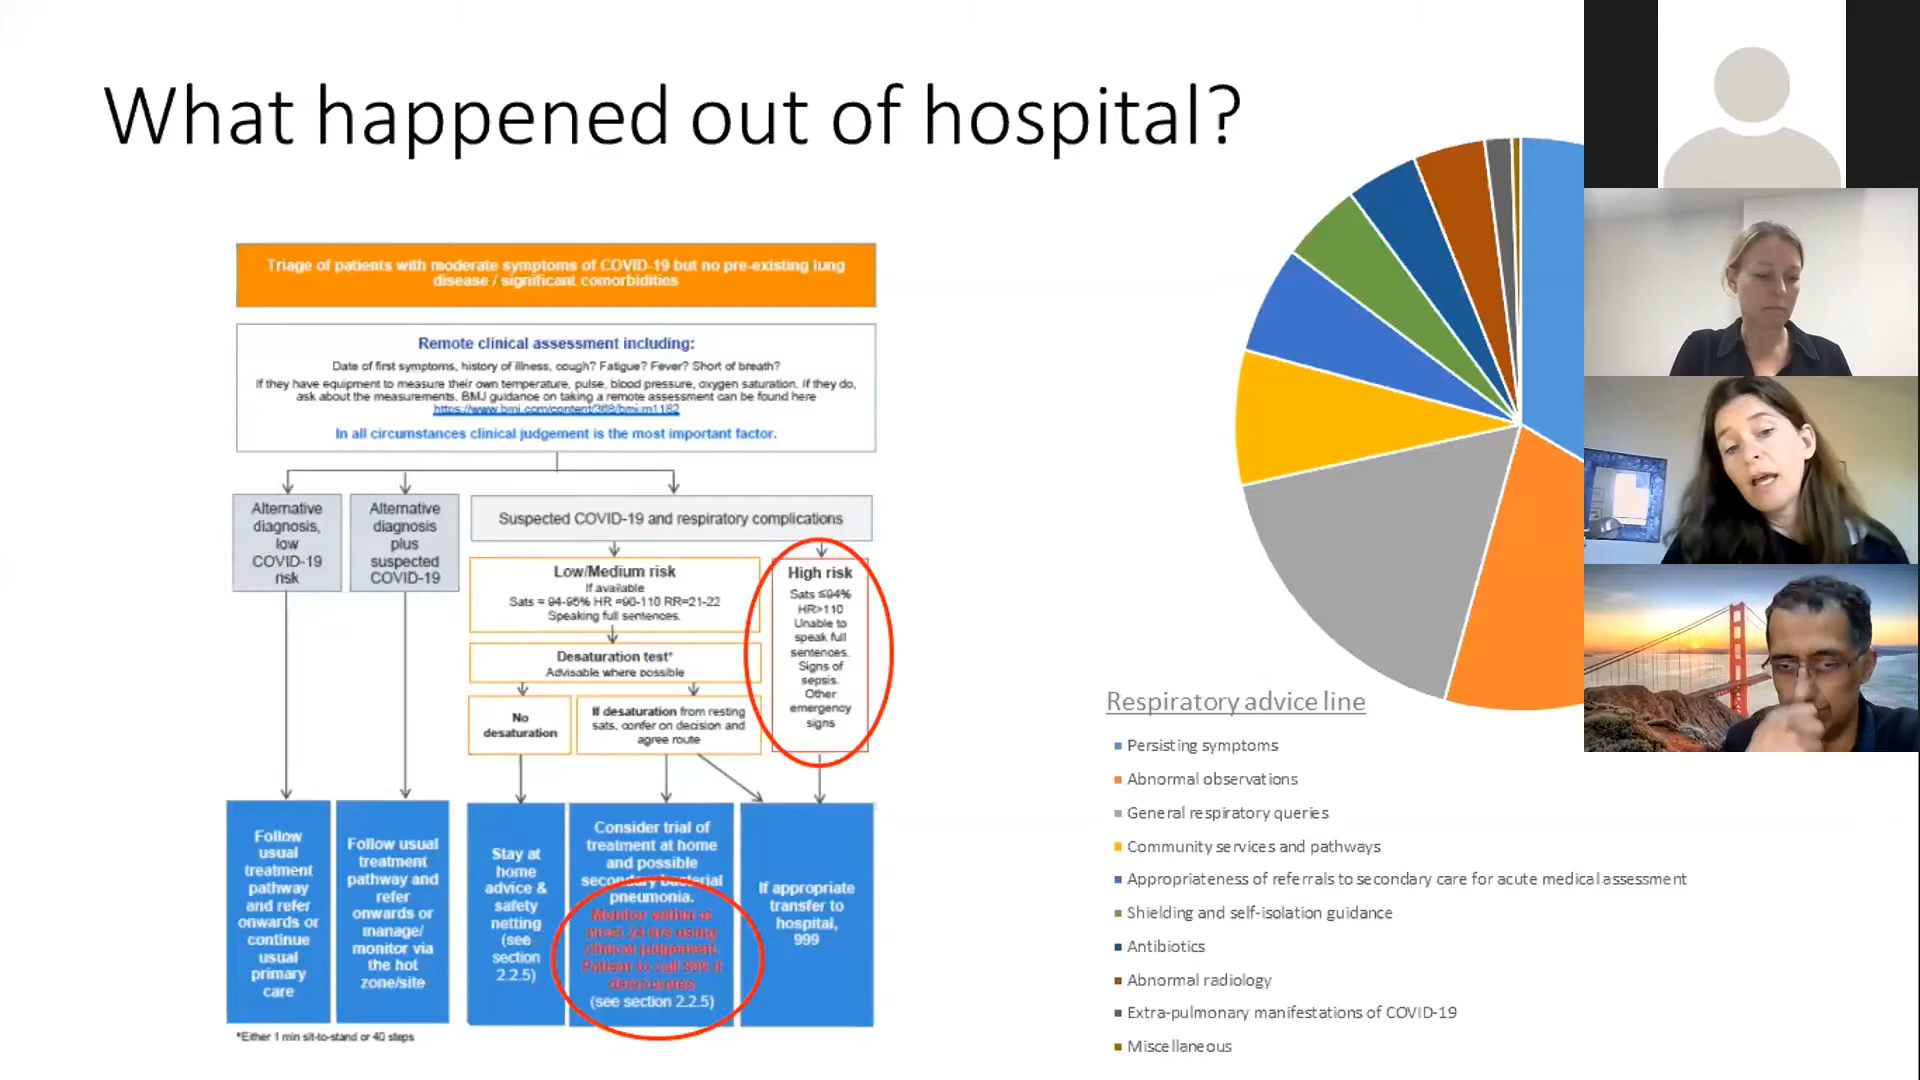 What happened out of hospital?
Triage of patients with moderate symptoms of COVID-19 but no pre-existing lung
disease / significant comorbidities
Remote clinical assessment including:
Date of first symptoms, history of illness, cough? Fatigue? Fever? Short of breath?
If they have equipment to measure their own temperature, pulse, blood pressure, oxygen saturation. If they do,
ask about the measurements. BMJ guidance on taking a remote assessment can be found here
https://www.bmj.com/content/368/bmj.m1182
In all circumstances clinical judgement is the most important factor.
Alternative
diagnosis,
low
COVID-19
risk
Alternative
diagnosis
plus
suspected
COVID-19
Suspected COVID-19 and respiratory complications
Low/Medium risk
If available
Sats = 94-95% HR =90-110 RR=21-22
Speaking full sentences.
High risk
Sats ≤94%
HR>110
Unable to
speak full
sentences.
Signs of
sepsis.
Other
emergency
signs
Desaturation test*
Advisable where possible
No
desaturation
If desaturation from resting
sats, confer on decision and
agree route
Follow
usual
treatment
pathway
and refer
onwards or
continue
usual
primary
care
Follow usual
treatment
pathway and
refer
onwards or
manage/
monitor via
the hot
zone/site
Stay at
home
advice &
safety
netting
(see
section
2.2.5)
Consider trial of
treatment at home
and possible
secondary bacterial
pneumonia.
Monitor within at
most 24 hrs using
clinical judgement.
Patient to call 999 if
deteriorates
(see section 2.2.5)
If appropriate
transfer to
hospital,
999
*Either 1 min sit-to-stand or 40 steps
Respiratory advice line
Persisting symptoms
Abnormal observations
General respiratory queries
Community services and pathways
Appropriateness of referrals to secondary care for acute medical assessment
Shielding and self-isolation guidance
Antibiotics
Abnormal radiology
Extra-pulmonary manifestations of COVID-19
Miscellaneous